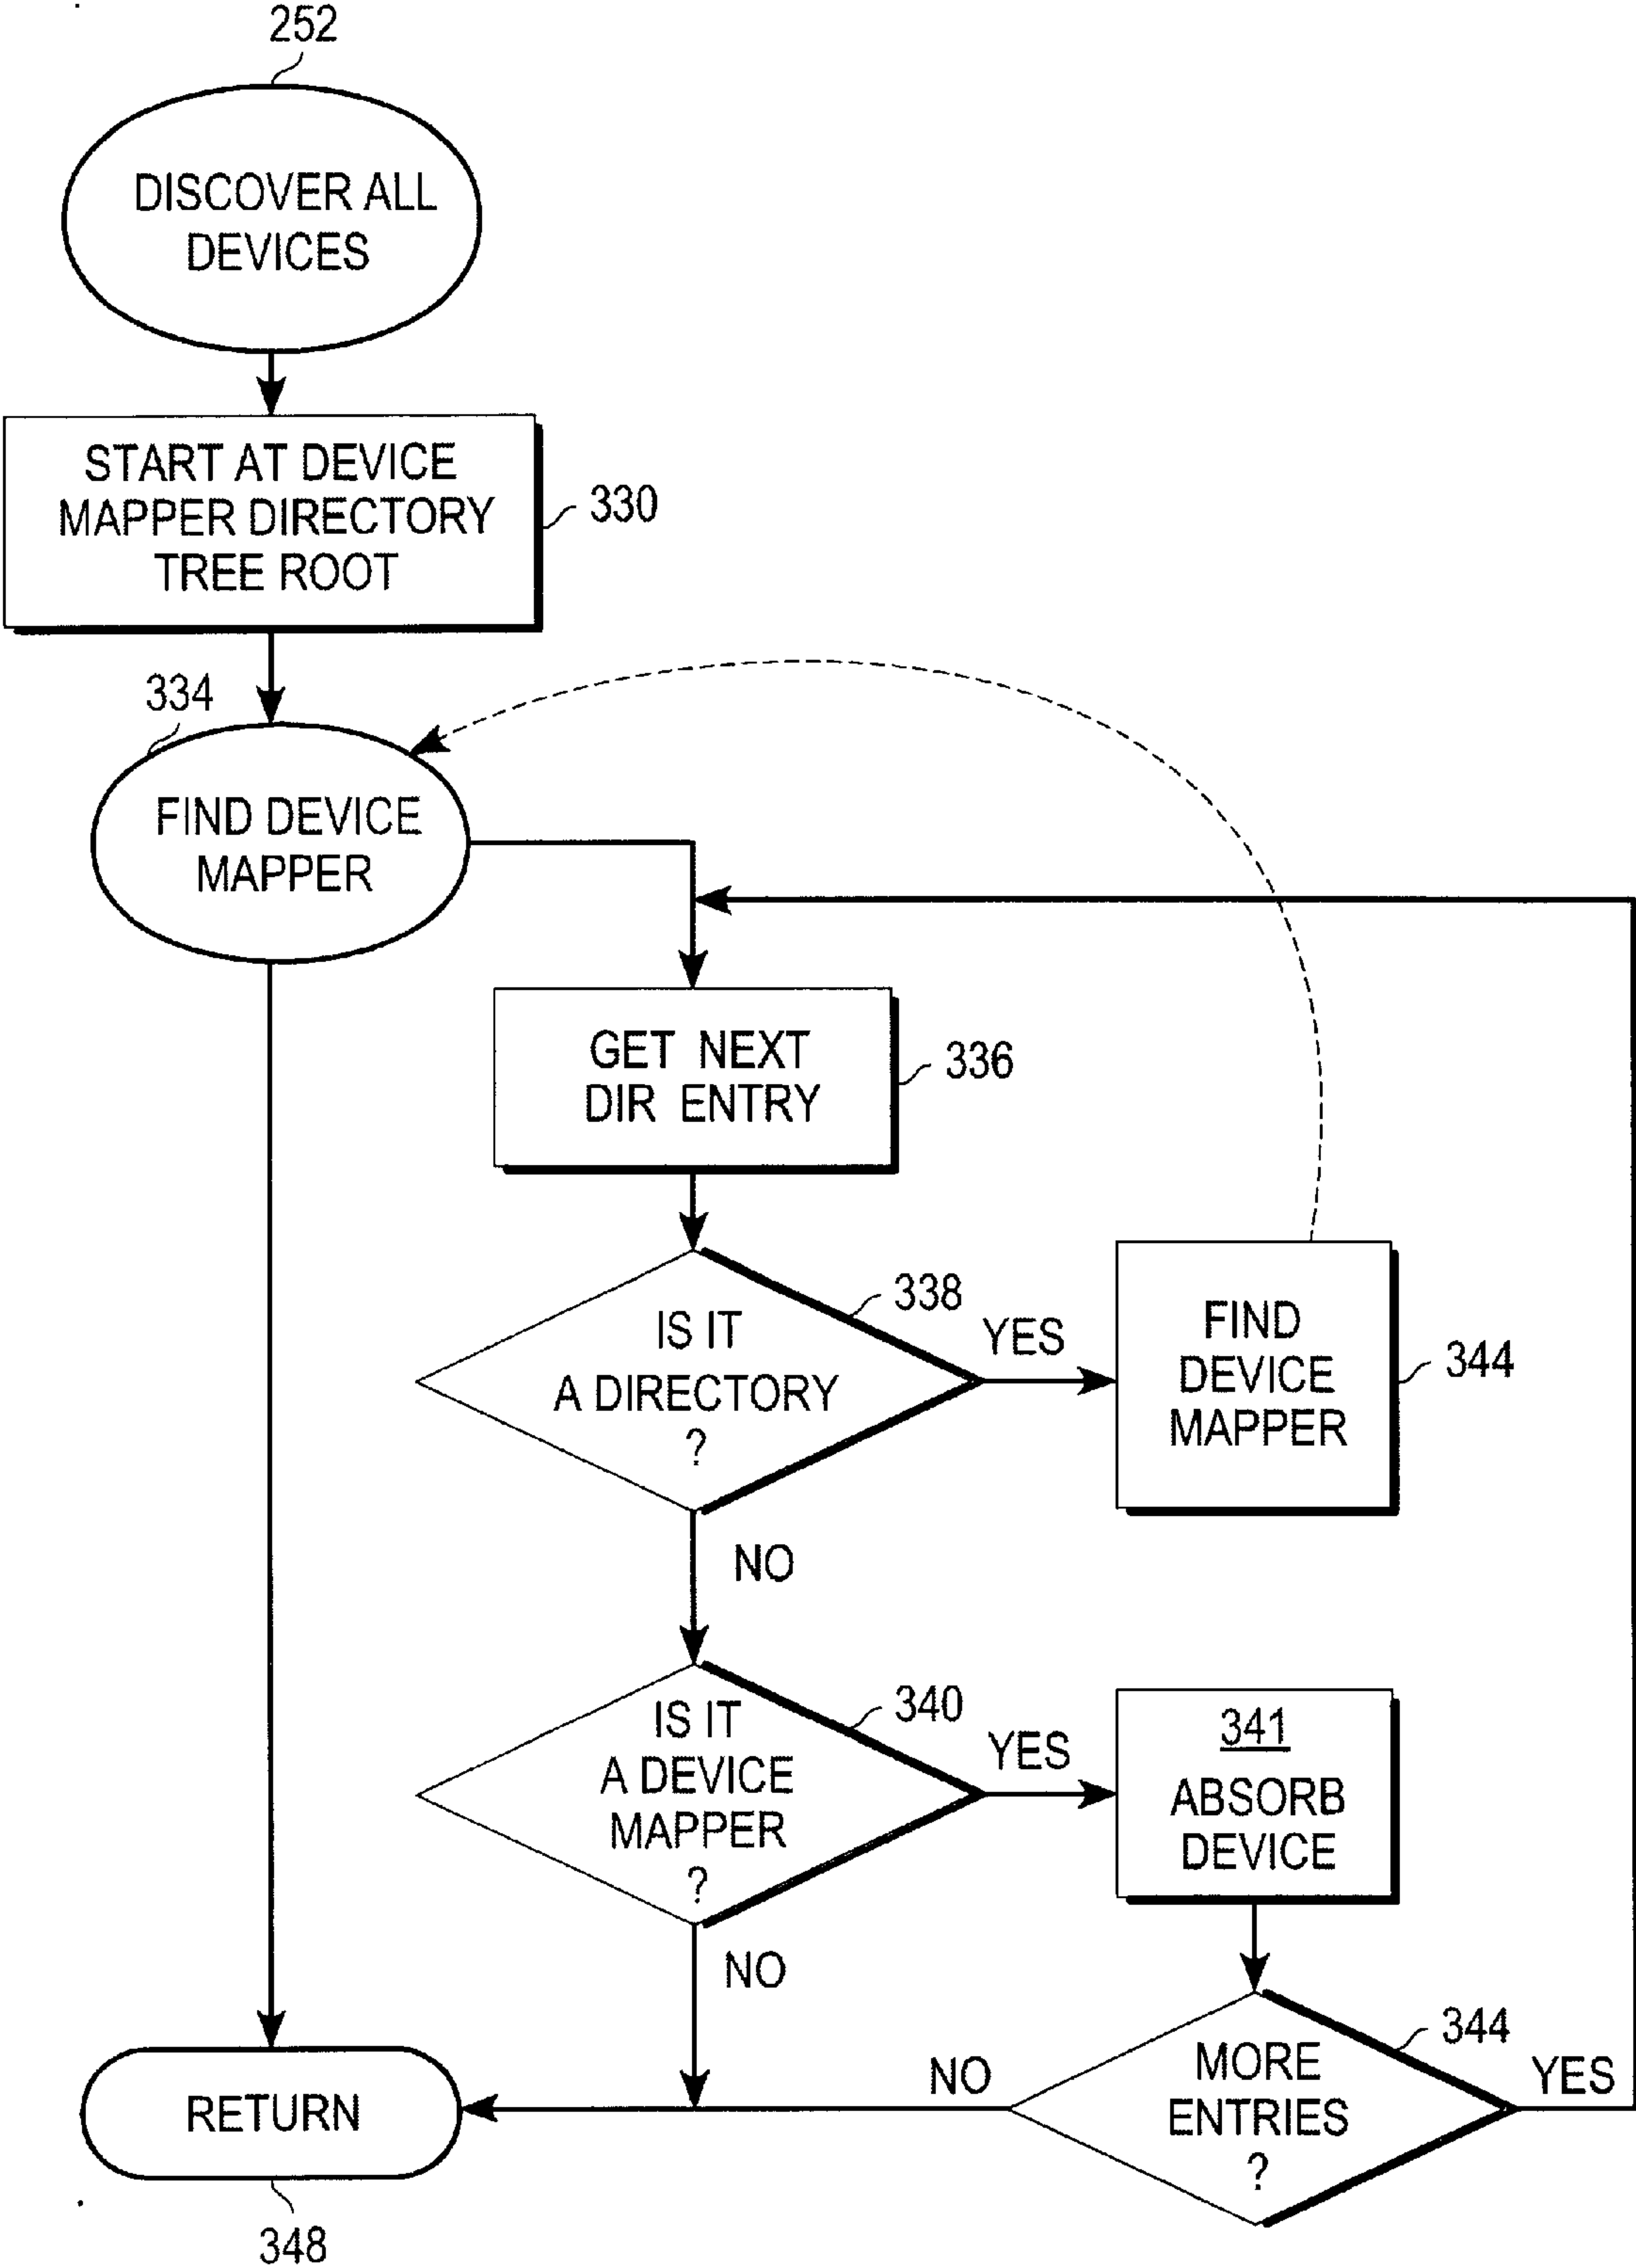 252
DISCOVER ALL
DEVICES
START AT DEVICE
MAPPER DIRECTORY
TREE ROOT
330
334
FIND DEVICE
MAPPER
GET NEXT
DIR ENTRY
336
338
IS IT
A DIRECTORY
?
YES
FIND
DEVICE
MAPPER
344
NO
340
IS IT
A DEVICE
MAPPER
?
YES
341
ABSORB
DEVICE
NO
344
MORE
ENTRIES
?
NO
YES
RETURN
348